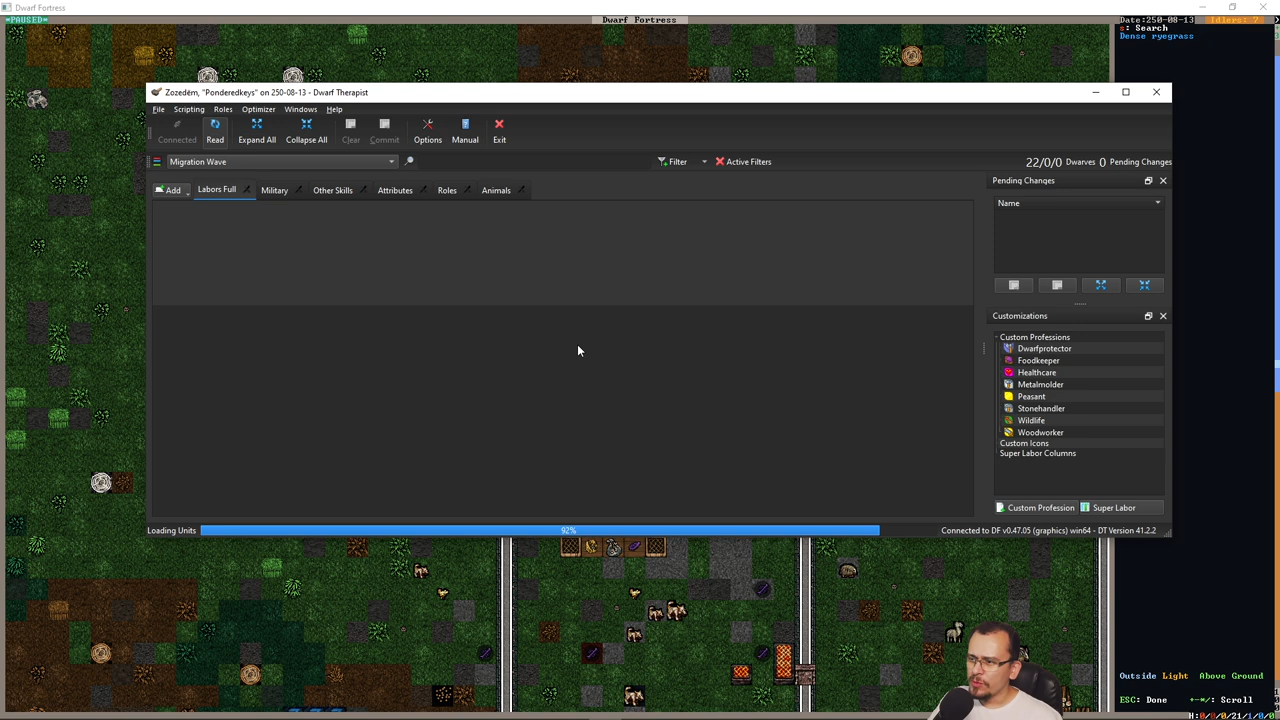 Dwarf Fortress
*PAUSED*
Dwarf Fortress
Date:250-08-13
Idlers: 7
s: Search
Dense ryegrass
Zozedëm, "Ponderedkeys" on 250-08-13 - Dwarf Therapist
File Scripting Roles Optimizer Windows Help
Connected Read Expand All Collapse All Clear Commit Options Manual Exit
Migration Wave
Filter
Active Filters
22/0/0 Dwarves 0 Pending Changes
Add
Labors Full
Military
Other Skills
Attributes
Roles
Animals
Pending Changes
Name
Customizations
Custom Professions
Dwarfprotector
Foodkeeper
Healthcare
Metalmolder
Peasant
Stonehandler
Wildlife
Woodworker
Custom Icons
Super Labor Columns
Custom Profession
Super Labor
Loading Units
92%
Connected to DF v0.47.05 (graphics) win64 - DT Version 41.2.2
Outside Light Above Ground
ESC: Done +-*/: Scroll